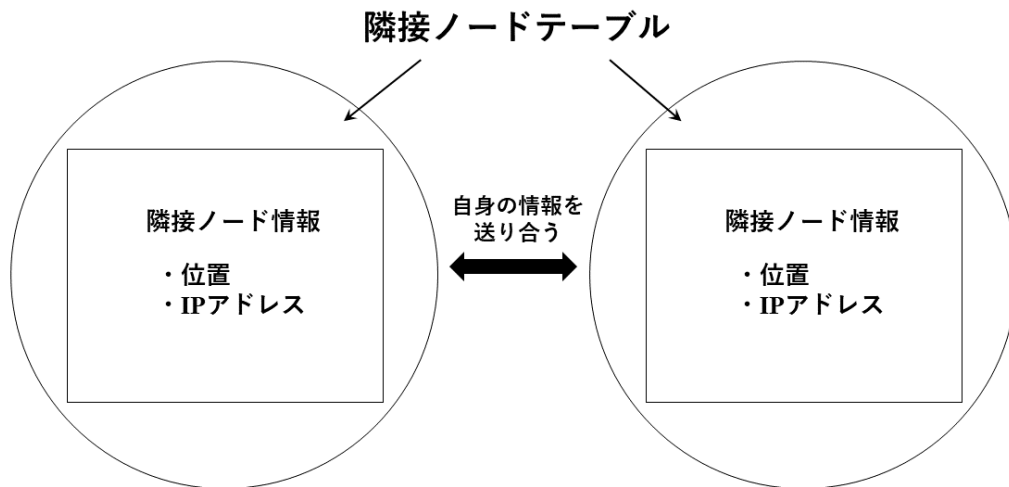 隣接ノードテーブル
隣接ノード情報
・位置
・IPアドレス
自身の情報を
送り合う
隣接ノード情報
・位置
・IPアドレス